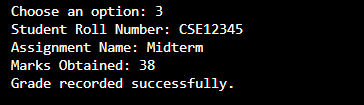 Choose an option: 3
Student Roll Number: CSE12345
Assignment Name: Midterm
Marks Obtained: 38
Grade recorded successfully.